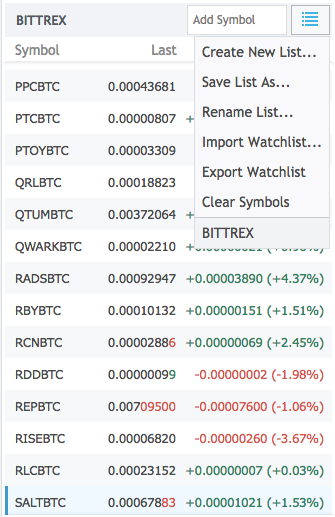 BITTREX Add Symbol
Symbol Last
Create New List...
Save List As...
Rename List...
Import Watchlist...
Export Watchlist
Clear Symbols
BITTREX
PPCBTC 0.00043681
PTCBTC 0.00000807 +
PTOYBTC 0.00003309
QRLBTC 0.00018823
QTUMBTC 0.00372064 +
QWARKBTC 0.00002210
RADSBTC 0.00092947 +0.00003890 (+4.37%)
RBYBTC 0.00010132 +0.00000151 (+1.51%)
RCNBTC 0.00002886 +0.00000069 (+2.45%)
RDDBTC 0.00000099 -0.00000002 (-1.98%)
REPBTC 0.00709500 -0.00007600 (-1.06%)
RISEBTC 0.00006820 -0.00000260 (-3.67%)
RLCBTC 0.00023152 +0.00000007 (+0.03%)
SALTBTC 0.00067883 +0.00001021 (+1.53%)